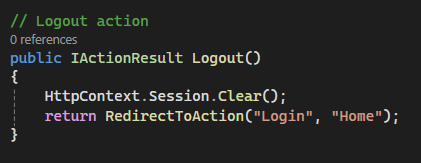 // Logout action
0 references
public IActionResult Logout()
{
    HttpContext.Session.Clear();
    return RedirectToAction("Login", "Home");
}